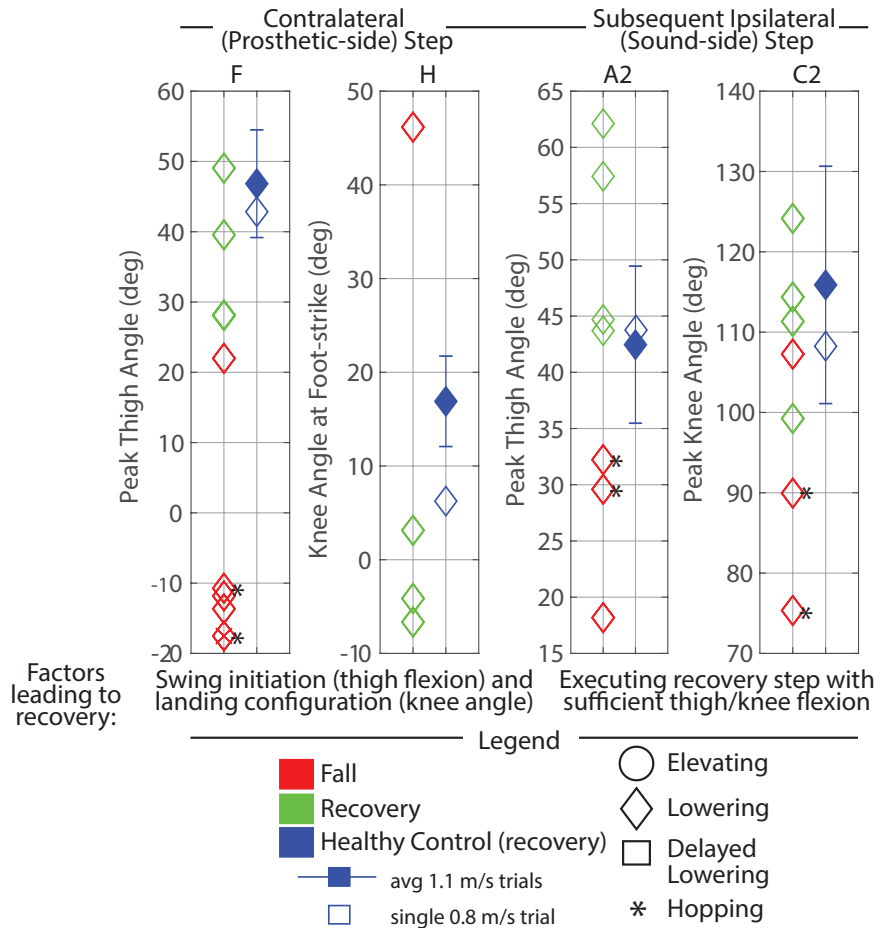 Contralateral
(Prosthetic-side) Step
Subsequent Ipsilateral
(Sound-side) Step
F
H
A2
C2
Peak Thigh Angle (deg)
60
50
40
30
20
10
0
-10
-20
*
*
Knee Angle at Foot-strike (deg)
50
40
30
20
10
0
-10
Peak Thigh Angle (deg)
65
60
55
50
45
40
35
30
25
20
15
*
*
Peak Knee Angle (deg)
140
130
120
110
100
90
80
70
*
*
Factors
leading to
recovery:
Swing initiation (thigh flexion) and
landing configuration (knee angle)
Executing recovery step with
sufficient thigh/knee flexion
Legend
Fall
Recovery
Healthy Control (recovery)
avg 1.1 m/s trials
single 0.8 m/s trial
Elevating
Lowering
Delayed
Lowering
* Hopping